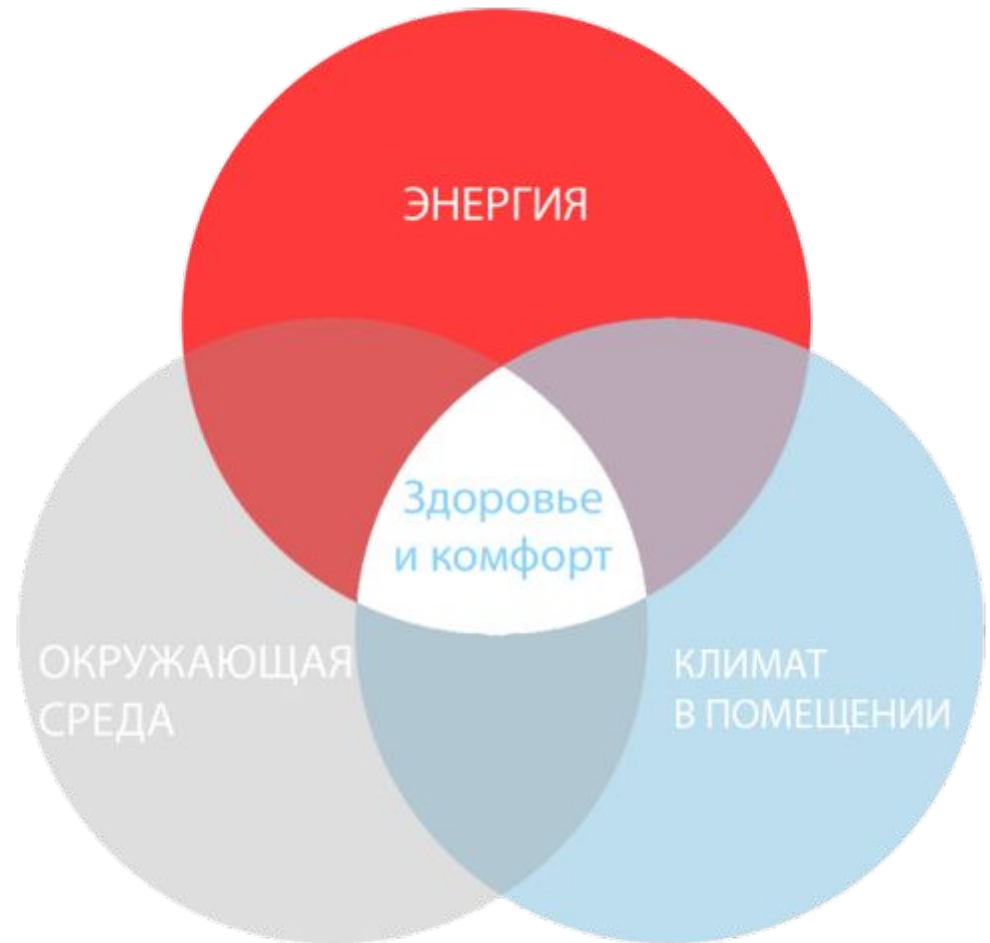 ЭНЕРГИЯ
Здоровье
и комфорт
ОКРУЖАЮЩАЯ
СРЕДА
КЛИМАТ
В ПОМЕЩЕНИИ